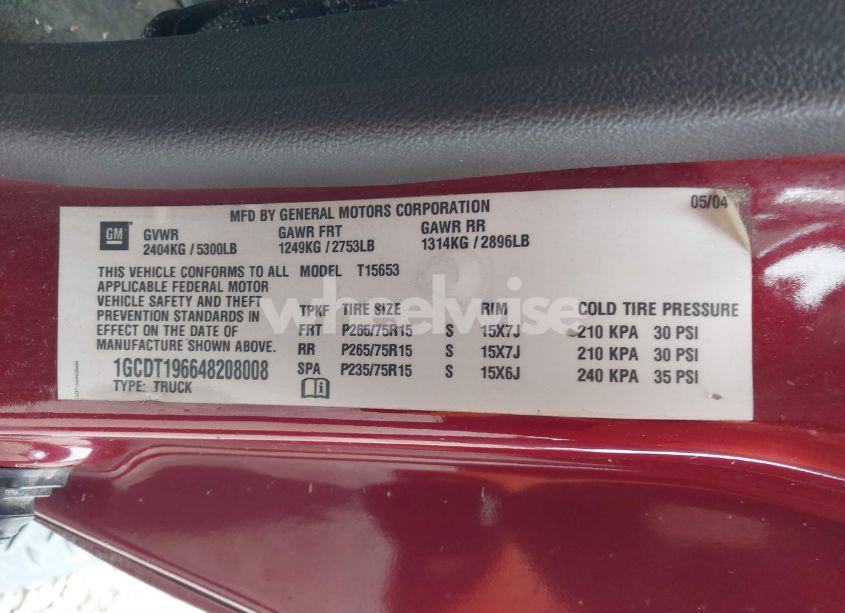 MFD BY GENERAL MOTORS CORPORATION 05/04
GM GVWR GAWR FRT GAWR RR
2404KG / 5300LB 1249KG / 2753LB 1314KG / 2896LB
THIS VEHICLE CONFORMS TO ALL MODEL T15653
APPLICABLE FEDERAL MOTOR
VEHICLE SAFETY AND THEFT
PREVENTION STANDARDS IN
EFFECT ON THE DATE OF
MANUFACTURE SHOWN ABOVE.
1GCDT196648208008
TYPE: TRUCK
TPKF TIRE SIZE RIM COLD TIRE PRESSURE
FRT P265/75R15 S 15X7J 210 KPA 30 PSI
RR P265/75R15 S 15X7J 210 KPA 30 PSI
SPA P235/75R15 S 15X6J 240 KPA 35 PSI
wheelwise